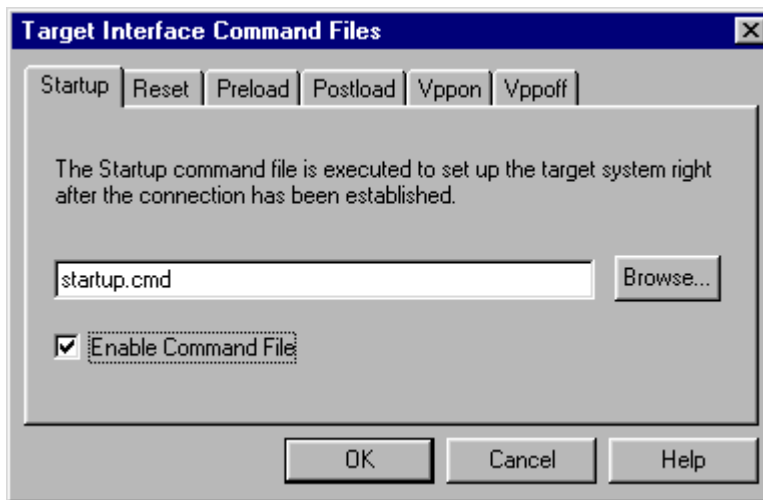 Target Interface Command Files
Startup Reset Preload Postload Vppon Vppoff
The Startup command file is executed to set up the target system right
after the connection has been established.
startup.cmd Browse...
Enable Command File
OK Cancel Help